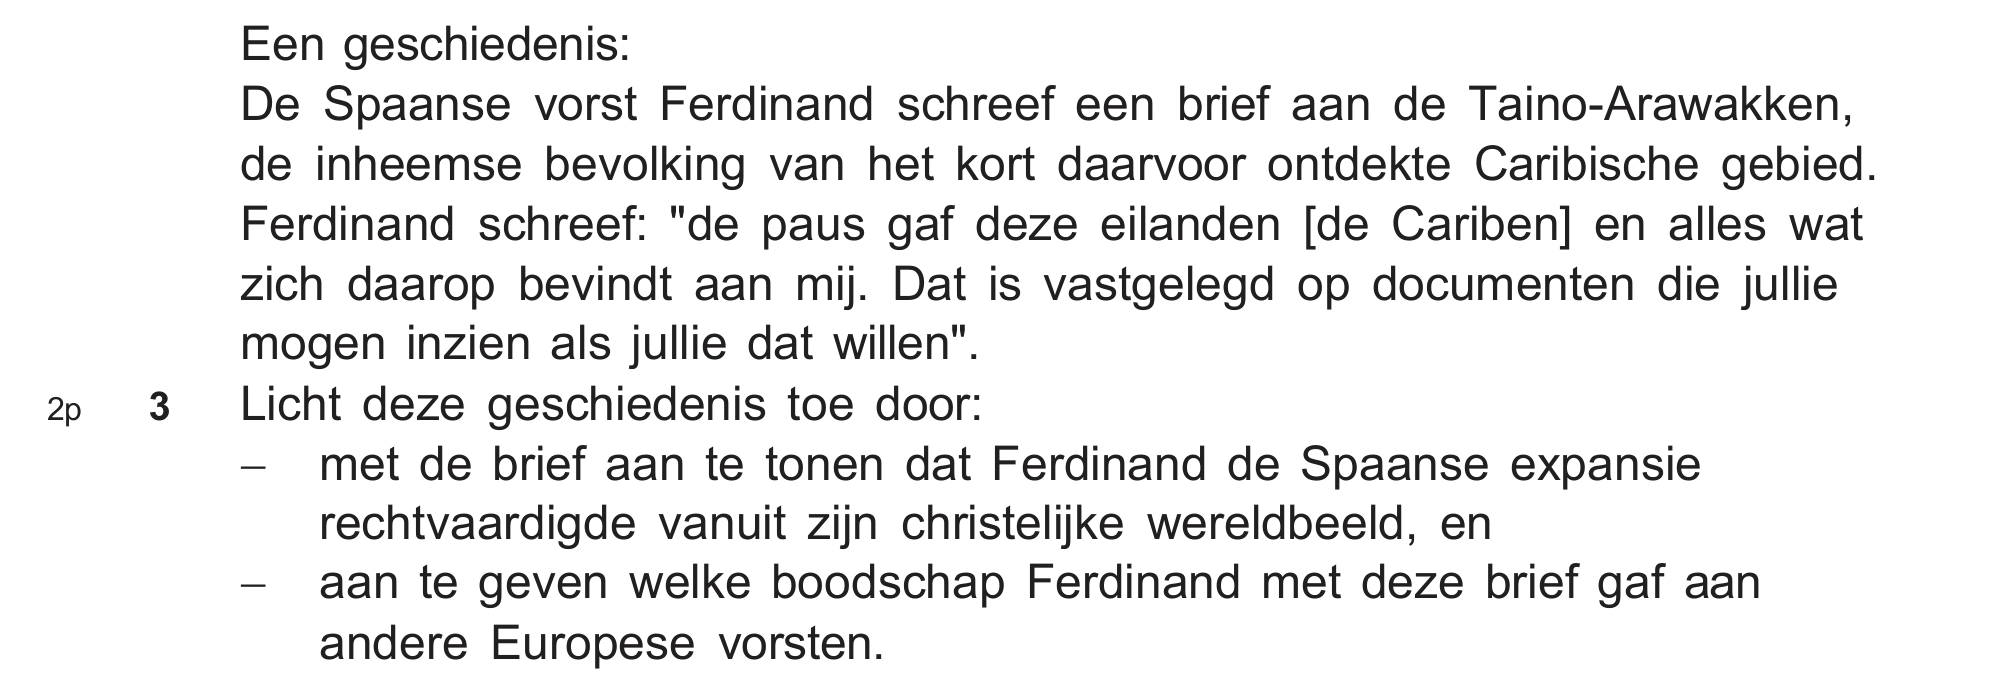 Een geschiedenis:
De Spaanse vorst Ferdinand schreef een brief aan de Taino-Arawakken,
de inheemse bevolking van het kort daarvoor ontdekte Caribische gebied.
Ferdinand schreef: "de paus gaf deze eilanden [de Cariben] en alles wat
zich daarop bevindt aan mij. Dat is vastgelegd op documenten die jullie
mogen inzien als jullie dat willen".
2p 3 Licht deze geschiedenis toe door:
– met de brief aan te tonen dat Ferdinand de Spaanse expansie
rechtvaardigde vanuit zijn christelijke wereldbeeld, en
– aan te geven welke boodschap Ferdinand met deze brief gaf aan
andere Europese vorsten.